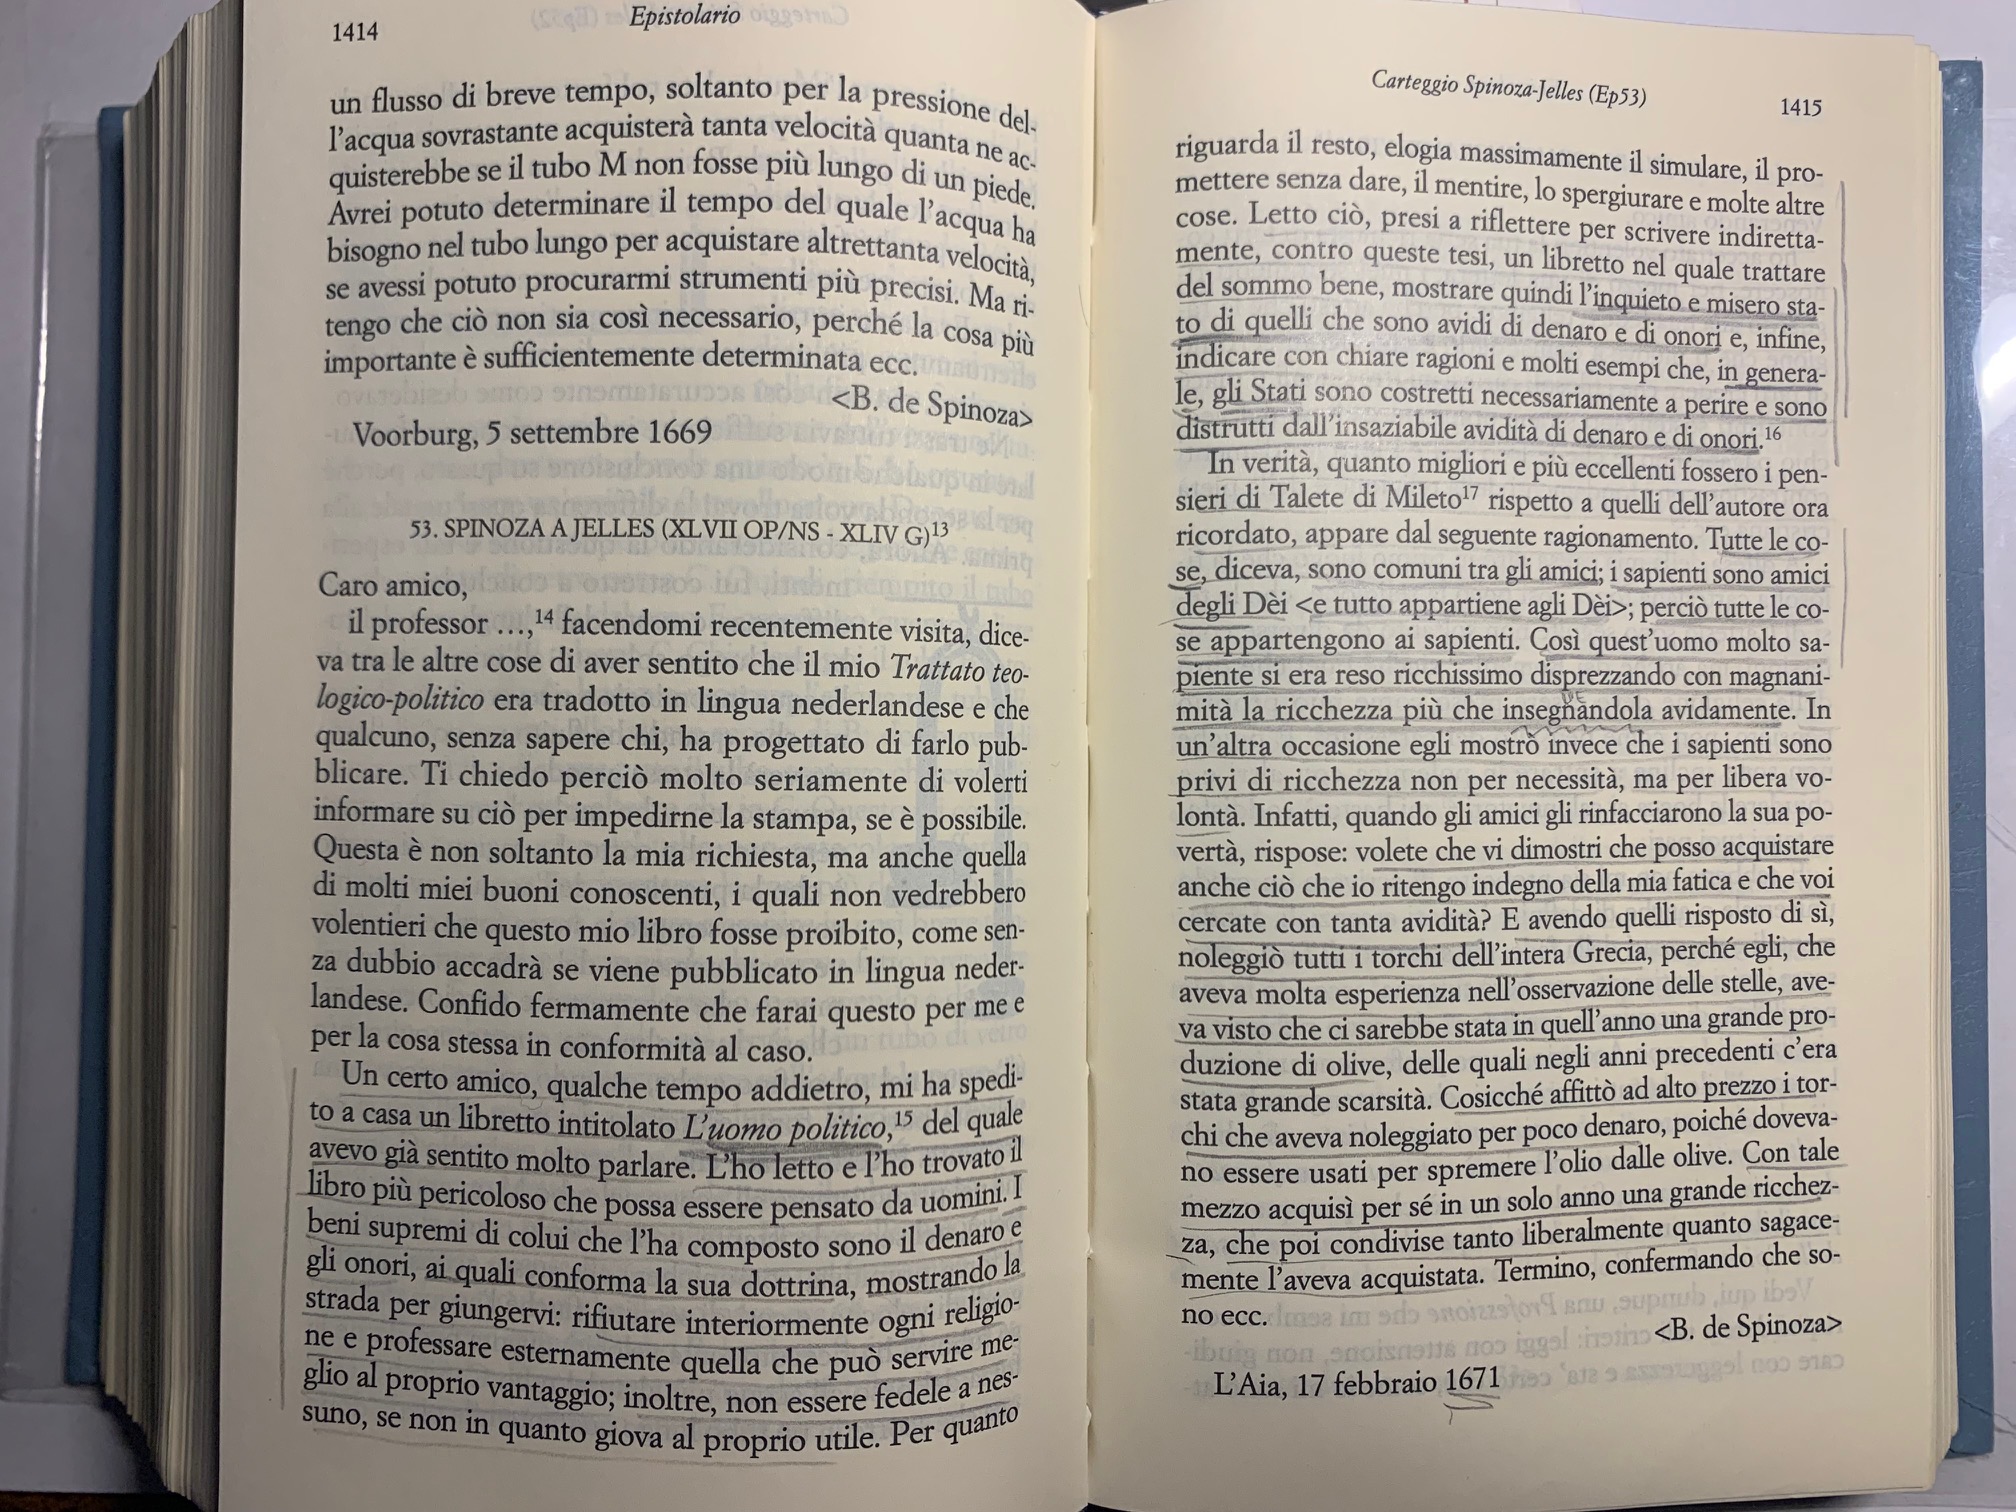 1414
Epistolario
un flusso di breve tempo, soltanto per la pressione del-
l'acqua sovrastante acquisterà tanta velocità quanta ne ac-
quisterebbe se il tubo M non fosse più lungo di un piede.
Avrei potuto determinare il tempo del quale l'acqua ha
bisogno nel tubo lungo per acquistare altrettanta velocità,
se avessi potuto procurarmi strumenti più precisi. Ma ri-
tengo che ciò non sia così necessario, perché la cosa più
importante è sufficientemente determinata ecc.
<B. de Spinoza>
Voorburg, 5 settembre 1669
53. SPINOZA A JELLES (XLVII OP/NS - XLIV G)13
Caro amico,
il professor …,14 facendomi recentemente visita, dice-
va tra le altre cose di aver sentito che il mio Trattato teo-
logico-politico era tradotto in lingua nederlandese e che
qualcuno, senza sapere chi, ha progettato di farlo pub-
blicare. Ti chiedo perciò molto seriamente di volerti
informare su ciò per impedirne la stampa, se è possibile.
Questa è non soltanto la mia richiesta, ma anche quella
di molti miei buoni conoscenti, i quali non vedrebbero
volentieri che questo mio libro fosse proibito, come sen-
za dubbio accadrà se viene pubblicato in lingua neder-
landese. Confido fermamente che farai questo per me e
per la cosa stessa in conformità al caso.
Un certo amico, qualche tempo addietro, mi ha spedi-
to a casa un libretto intitolato L'uomo politico,15 del quale
avevo già sentito molto parlare. L'ho letto e l'ho trovato il
libro più pericoloso che possa essere pensato da uomini. I
beni supremi di colui che l'ha composto sono il denaro e
gli onori, ai quali conforma la sua dottrina, mostrando la
strada per giungervi: rifiutare interiormente ogni religio-
ne e professare esternamente quella che può servire me-
glio al proprio vantaggio; inoltre, non essere fedele a nes-
suno, se non in quanto giova al proprio utile. Per quanto
Carteggio Spinoza-Jelles (Ep53)
1415
riguarda il resto, elogia massimamente il simulare, il pro-
mettere senza dare, il mentire, lo spergiurare e molte altre
cose. Letto ciò, presi a riflettere per scrivere indiretta-
mente, contro queste tesi, un libretto nel quale trattare
del sommo bene, mostrare quindi l'inquieto e misero sta-
to di quelli che sono avidi di denaro e di onori e, infine,
indicare con chiare ragioni e molti esempi che, in genera-
le, gli Stati sono costretti necessariamente a perire e sono
distrutti dall'insaziabile avidità di denaro e di onori.16
In verità, quanto migliori e più eccellenti fossero i pen-
sieri di Talete di Mileto17 rispetto a quelli dell'autore ora
ricordato, appare dal seguente ragionamento. Tutte le co-
se, diceva, sono comuni tra gli amici; i sapienti sono amici
degli Dèi <e tutto appartiene agli Dèi>; perciò tutte le co-
se appartengono ai sapienti. Così quest'uomo molto sa-
piente si era reso ricchissimo disprezzando con magnani-
mità la ricchezza più che insegnandola avidamente. In
un'altra occasione egli mostrò invece che i sapienti sono
privi di ricchezza non per necessità, ma per libera vo-
lontà. Infatti, quando gli amici gli rinfacciarono la sua po-
vertà, rispose: volete che vi dimostri che posso acquistare
anche ciò che io ritengo indegno della mia fatica e che voi
cercate con tanta avidità? E avendo quelli risposto di sì,
noleggiò tutti i torchi dell'intera Grecia, perché egli, che
aveva molta esperienza nell'osservazione delle stelle, ave-
va visto che ci sarebbe stata in quell'anno una grande pro-
duzione di olive, delle quali negli anni precedenti c'era
stata grande scarsità. Cosicché affittò ad alto prezzo i tor-
chi che aveva noleggiato per poco denaro, poiché doveva-
no essere usati per spremere l'olio dalle olive. Con tale
mezzo acquisì per sé in un solo anno una grande ricchez-
za, che poi condivise tanto liberalmente quanto sagace-
mente l'aveva acquistata. Termino, confermando che so-
no ecc.
<B. de Spinoza>
L'Aia, 17 febbraio 1671